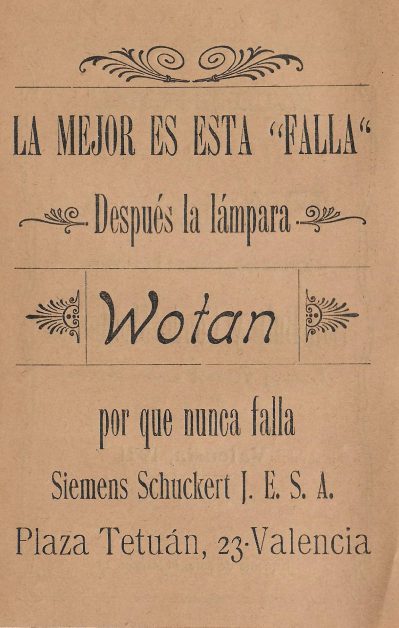 LA MEJOR ES ESTA “FALLA“
Después la lámpara
Wotan
por que nunca falla
Siemens Schuckert J. E. S. A.
Plaza Tetuán, 23-Valencia